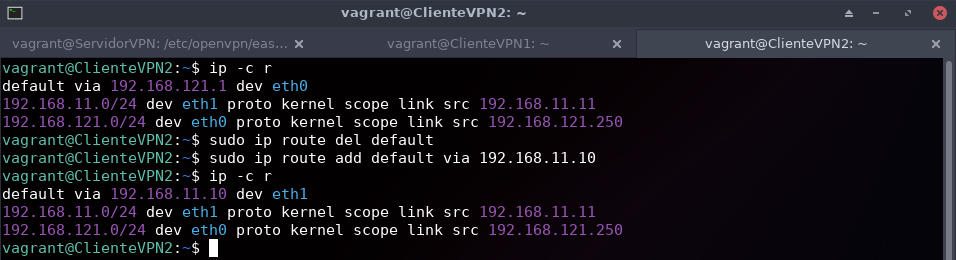 vagrant@ClienteVPN2: ~
vagrant@ServidorVPN: /etc/openvpn/eas...
vagrant@ClienteVPN1: ~
vagrant@ClienteVPN2: ~
vagrant@ClienteVPN2:~$ ip -c r
default via 192.168.121.1 dev eth0
192.168.11.0/24 dev eth1 proto kernel scope link src 192.168.11.11
192.168.121.0/24 dev eth0 proto kernel scope link src 192.168.121.250
vagrant@ClienteVPN2:~$ sudo ip route del default
vagrant@ClienteVPN2:~$ sudo ip route add default via 192.168.11.10
vagrant@ClienteVPN2:~$ ip -c r
default via 192.168.11.10 dev eth1
192.168.11.0/24 dev eth1 proto kernel scope link src 192.168.11.11
192.168.121.0/24 dev eth0 proto kernel scope link src 192.168.121.250
vagrant@ClienteVPN2:~$